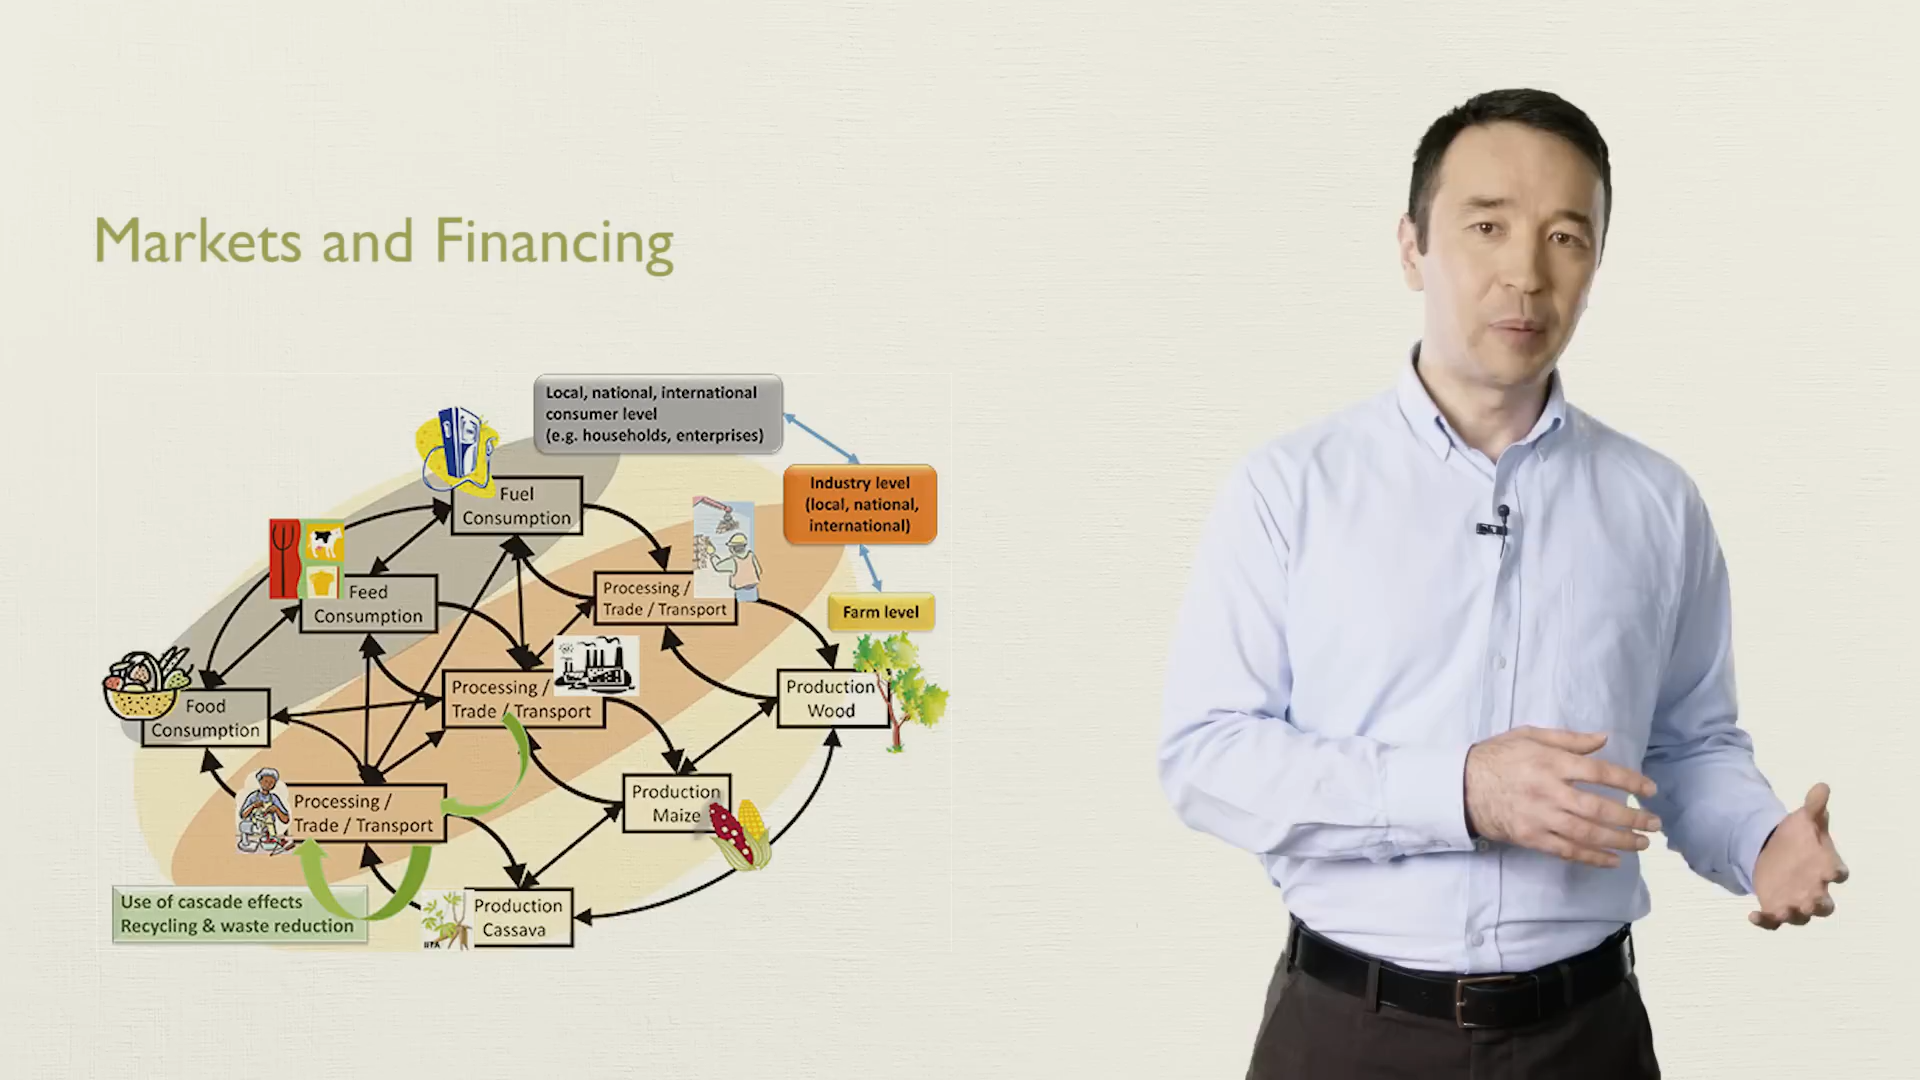 Markets and Financing
Local, national, international
consumer level
(e.g. households, enterprises)
Industry level
(local, national,
international)
Farm level
Fuel
Consumption
Feed
Consumption
Food
Consumption
Processing /
Trade / Transport
Processing /
Trade / Transport
Processing /
Trade / Transport
Production
Wood
Production
Maize
Production
Cassava
Use of cascade effects
Recycling & waste reduction
IITA